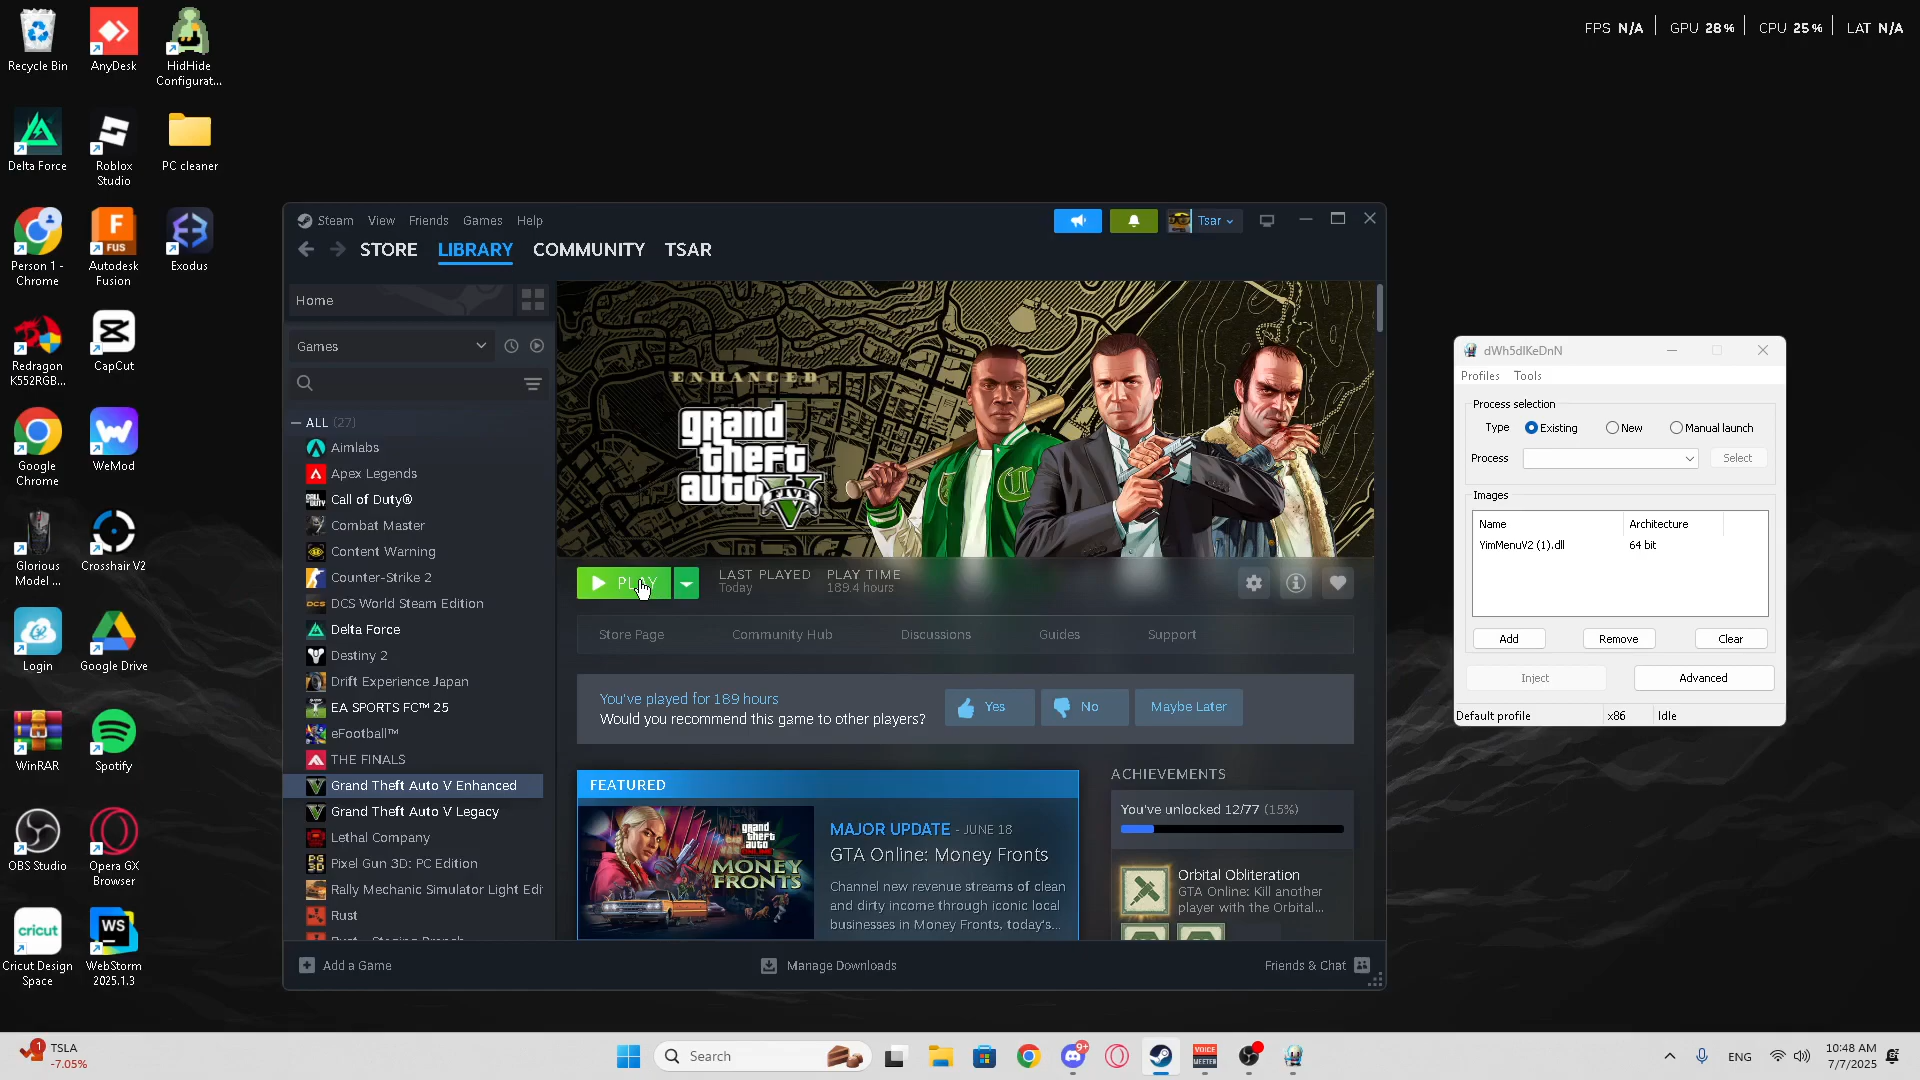 Recycle Bin
AnyDesk
HidHide
Configurat...
Delta Force
Roblox
Studio
PC cleaner
Person 1 -
Chrome
Autodesk
Fusion
Exodus
Redragon
K552RGB...
CapCut
Google
Chrome
WeMod
Glorious
Model ...
Crosshair V2
Login
Google Drive
WinRAR
Spotify
OBS Studio
Opera GX
Browser
Cricut Design
Space
WebStorm
2025.1.3
FPS N/A
GPU 28%
CPU 25%
LAT N/A
Steam View Friends Games Help
Tsar
STORE LIBRARY COMMUNITY TSAR
Home
Games
ALL (27)
Aimlabs
Apex Legends
Call of Duty®
Combat Master
Content Warning
Counter-Strike 2
DCS World Steam Edition
Delta Force
Destiny 2
Drift Experience Japan
EA SPORTS FC™ 25
eFootball™
THE FINALS
Grand Theft Auto V Enhanced
Grand Theft Auto V Legacy
Lethal Company
Pixel Gun 3D: PC Edition
Rally Mechanic Simulator Light Edi
Rust
ENHANCED
grand
theft
auto
FIVE
PLAY
LAST PLAYED
Today
PLAY TIME
189.4 hours
Store Page Community Hub Discussions Guides Support
You've played for 189 hours
Would you recommend this game to other players?
Yes No Maybe Later
FEATURED
MONEY
FRONTS
MAJOR UPDATE - JUNE 18
GTA Online: Money Fronts
Channel new revenue streams of clean
and dirty income through iconic local
businesses in Money Fronts, today's...
ACHIEVEMENTS
You've unlocked 12/77 (15%)
Orbital Obliteration
GTA Online: Kill another
player with the Orbital...
Add a Game
Manage Downloads
Friends & Chat
dWh5dIKeDnN
Profiles Tools
Process selection
Type Existing New Manual launch
Process Select
Images
Name Architecture
YimMenuV2 (1).dll 64 bit
Add Remove Clear
Inject Advanced
Default profile x86 Idle
1
TSLA
-7.05%
Search
9+
VOICE
MEETER
ENG
10:48 AM
7/7/2025